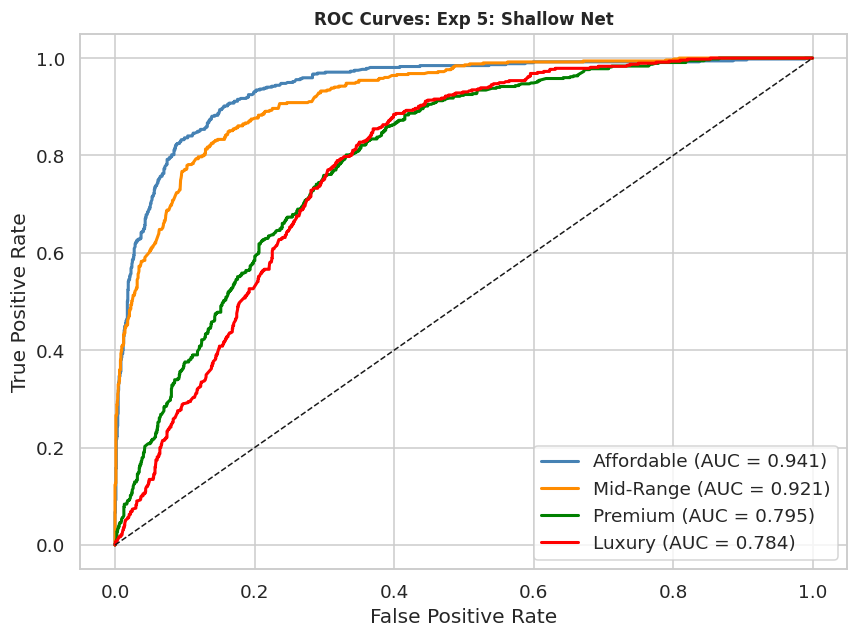 ROC Curves: Exp 5: Shallow Net
True Positive Rate
1.0
0.8
0.6
0.4
0.2
0.0
Affordable (AUC = 0.941)
Mid-Range (AUC = 0.921)
Premium (AUC = 0.795)
Luxury (AUC = 0.784)
0.0 0.2 0.4 0.6 0.8 1.0
False Positive Rate